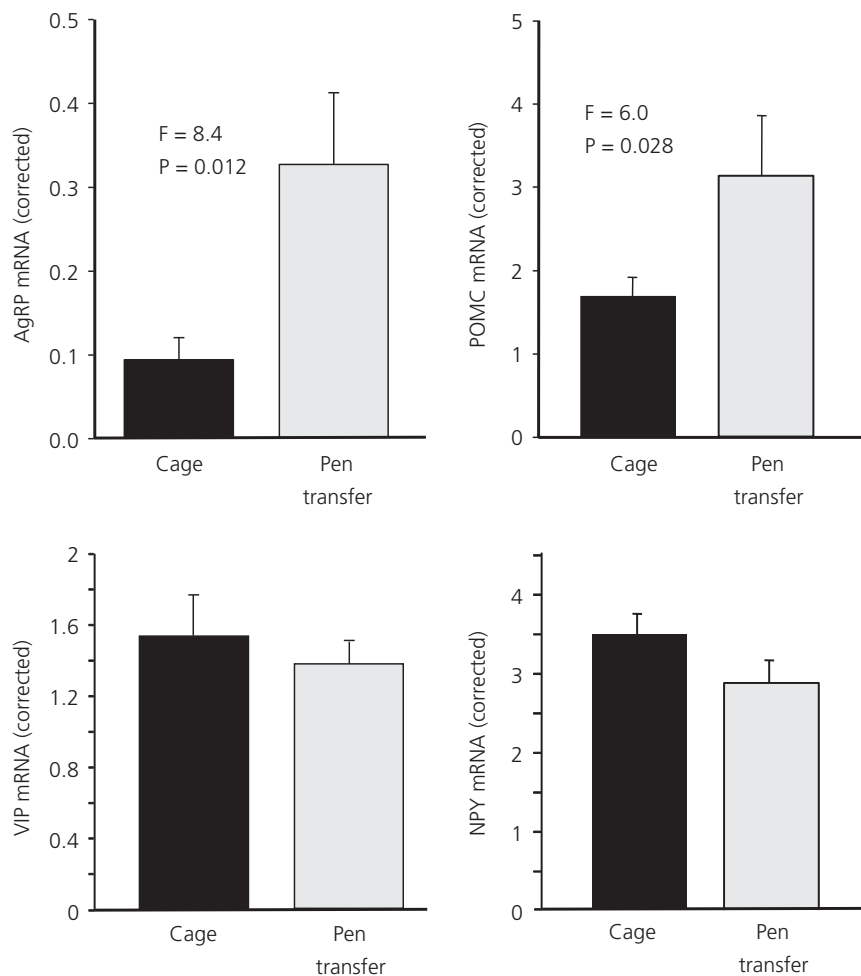 AgRP mRNA (corrected)
0.5
0.4
0.3
0.2
0.1
0.0
F = 8.4
P = 0.012
Cage
Pen
transfer
POMC mRNA (corrected)
5
4
3
2
1
0
F = 6.0
P = 0.028
Cage
Pen
transfer
VIP mRNA (corrected)
2
1.6
1.2
0.8
0.4
0
Cage
Pen
transfer
NPY mRNA (corrected)
4
3
2
1
0
Cage
Pen
transfer